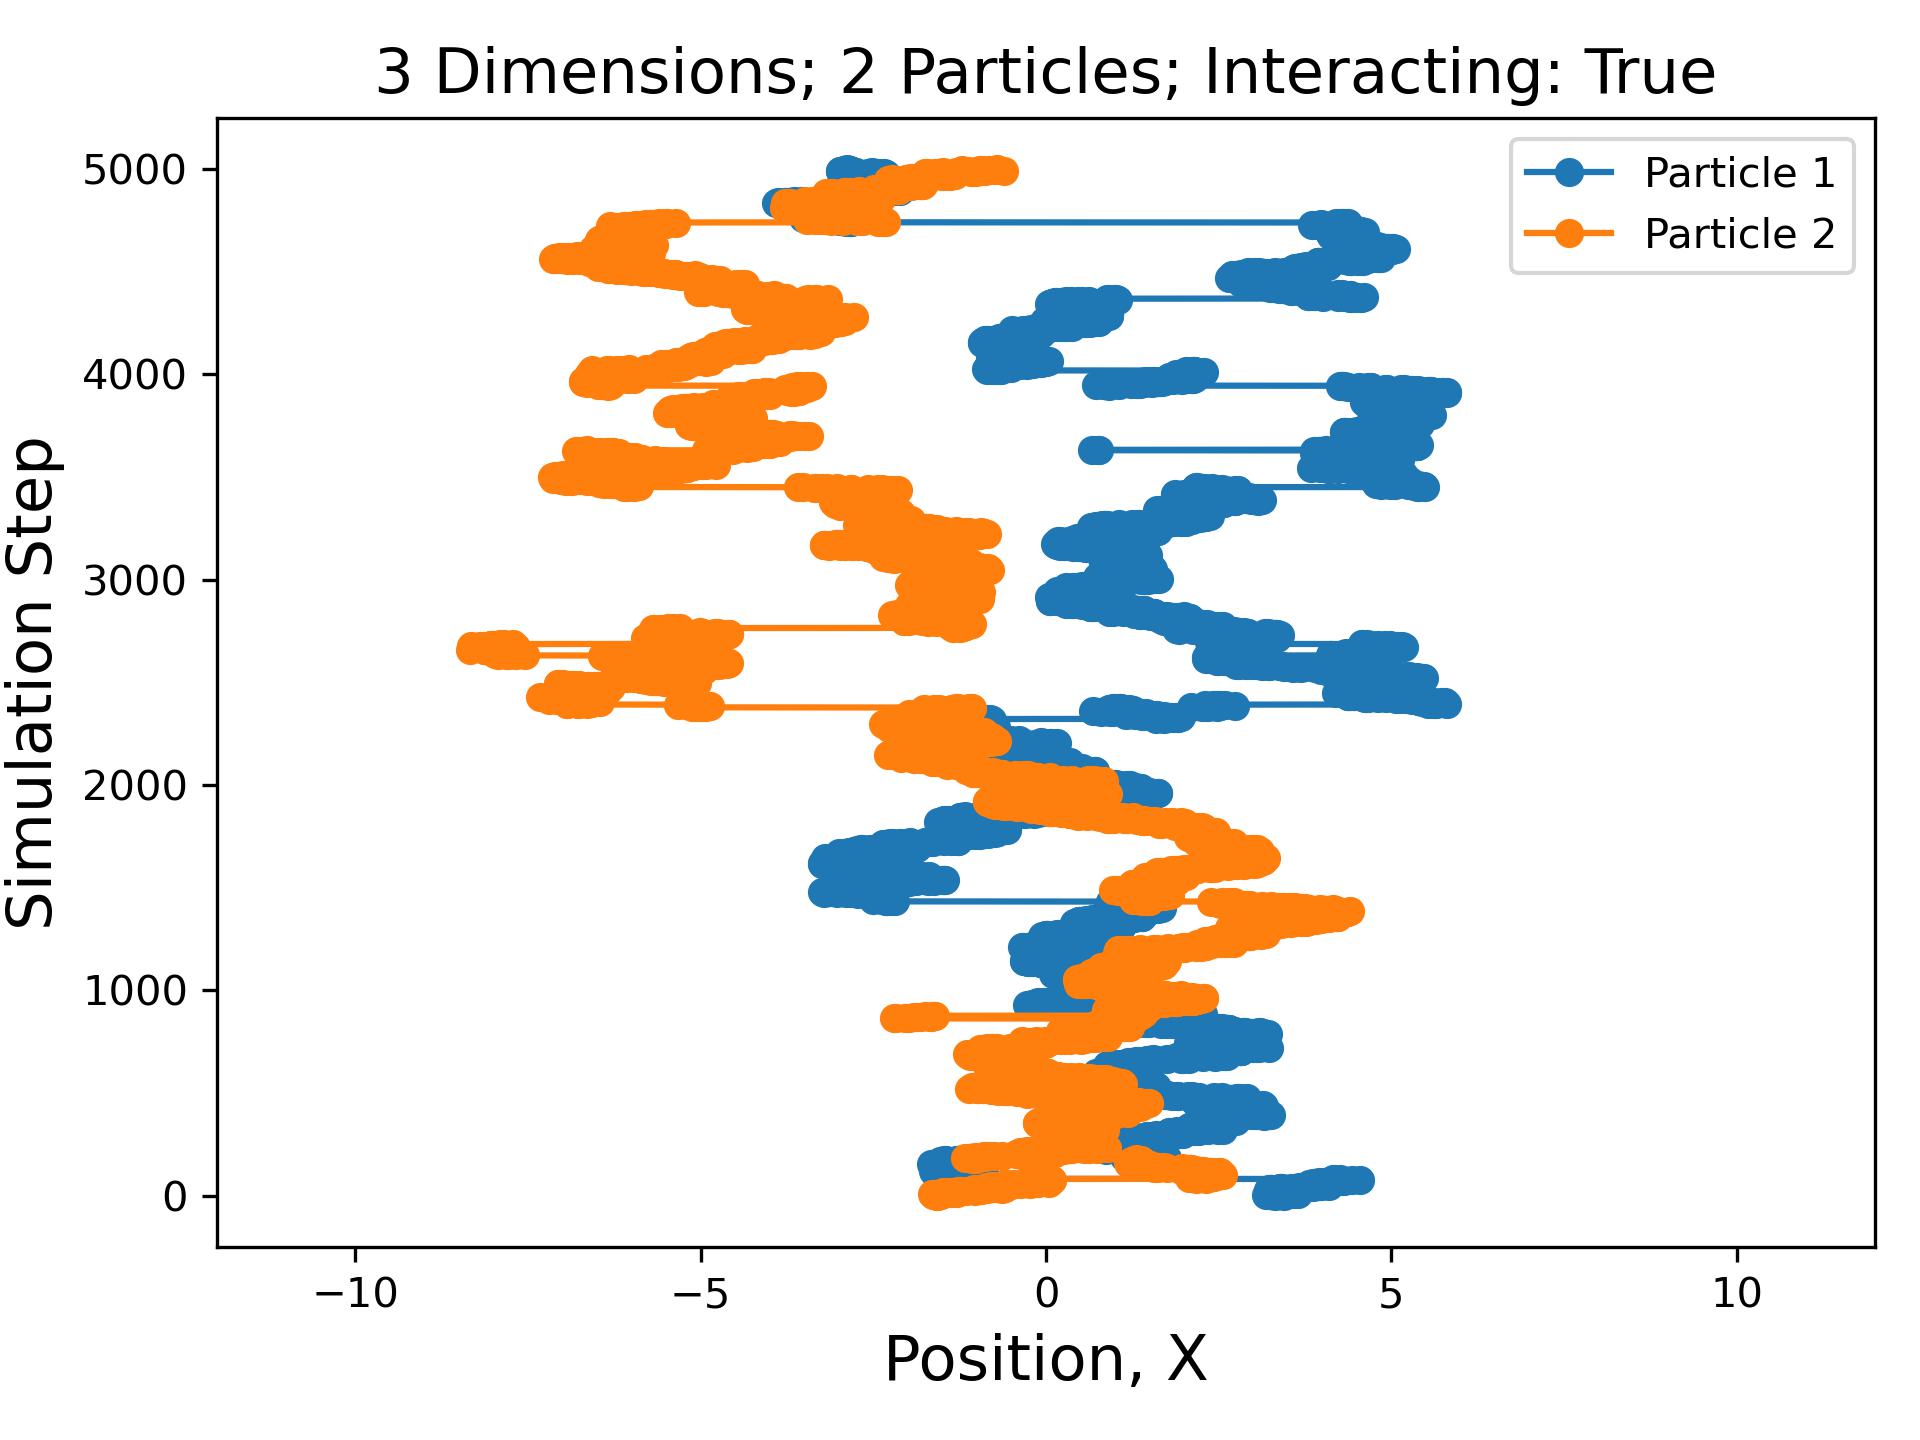 3 Dimensions; 2 Particles; Interacting: True
Particle 1
Particle 2
Simulation Step
5000
4000
3000
2000
1000
0
−10
−5
0
5
10
Position, X